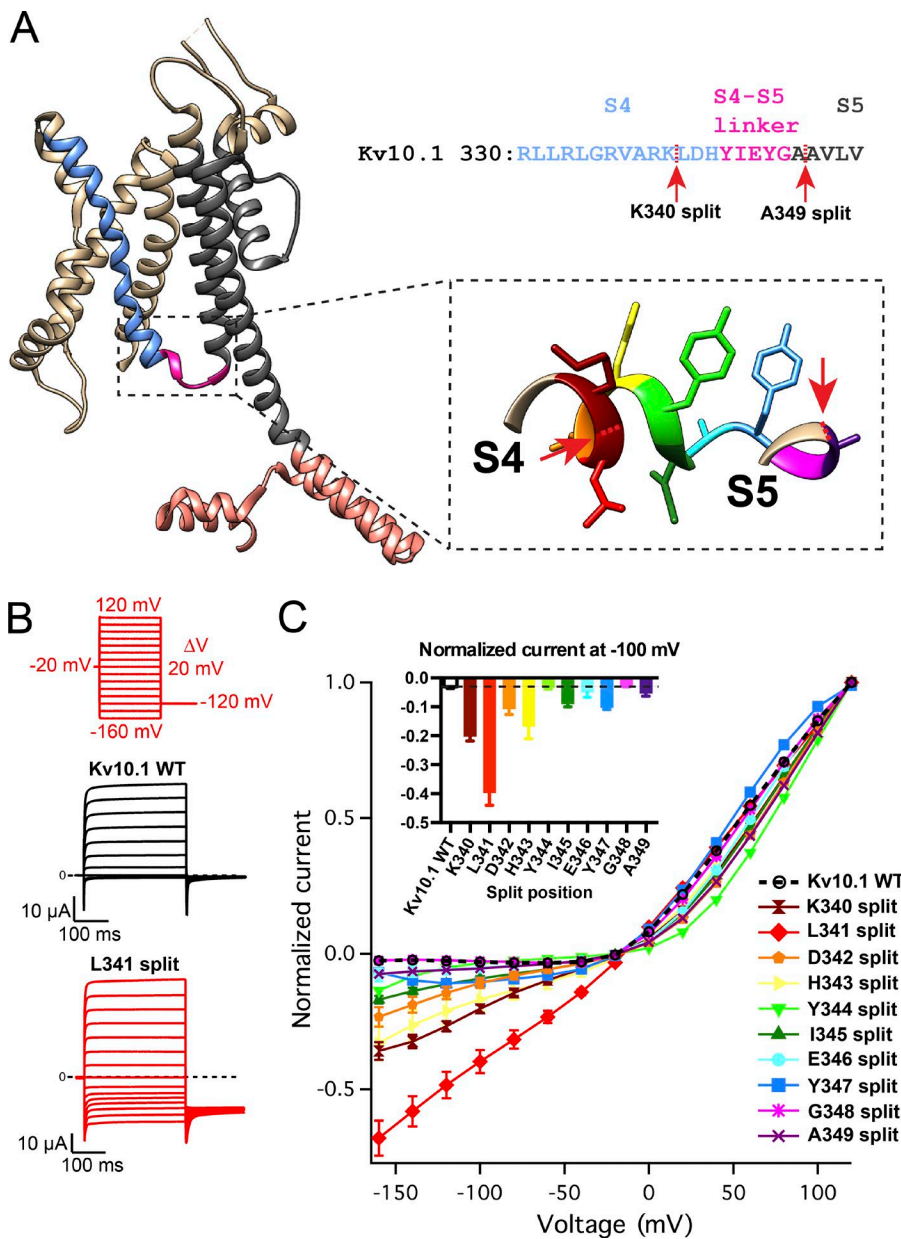 A
S4
S4-S5
linker
S5
Kv10.1 330:RLLRLGRVARKLDHYIEYGAAVLV
K340 split
A349 split
S4
S5
B
120 mV
ΔV
-20 mV
20 mV
-120 mV
-160 mV
Kv10.1 WT
0
10 µA
100 ms
L341 split
0
10 µA
100 ms
C
Normalized current at -100 mV
0.0
-0.1
-0.2
-0.3
-0.4
-0.5
Kv10.1 WT
K340
L341
D342
H343
Y344
I345
E346
Y347
G348
A349
Split position
1.0
0.5
0.0
-0.5
Normalized current
-150
-100
-50
0
50
100
Voltage (mV)
Kv10.1 WT
K340 split
L341 split
D342 split
H343 split
Y344 split
I345 split
E346 split
Y347 split
G348 split
A349 split